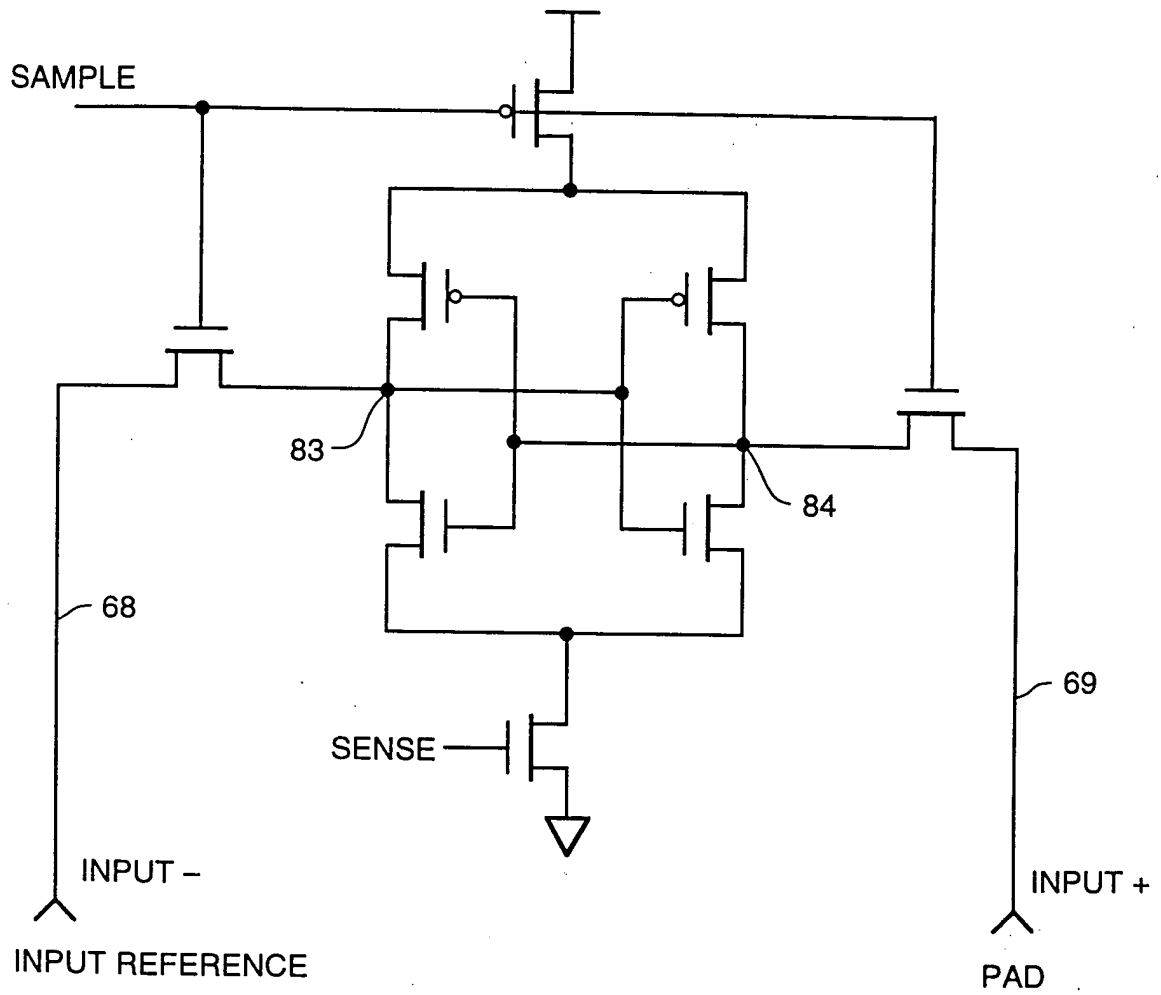 SAMPLE
83
84
68
69
SENSE
INPUT –
INPUT +
INPUT REFERENCE
PAD